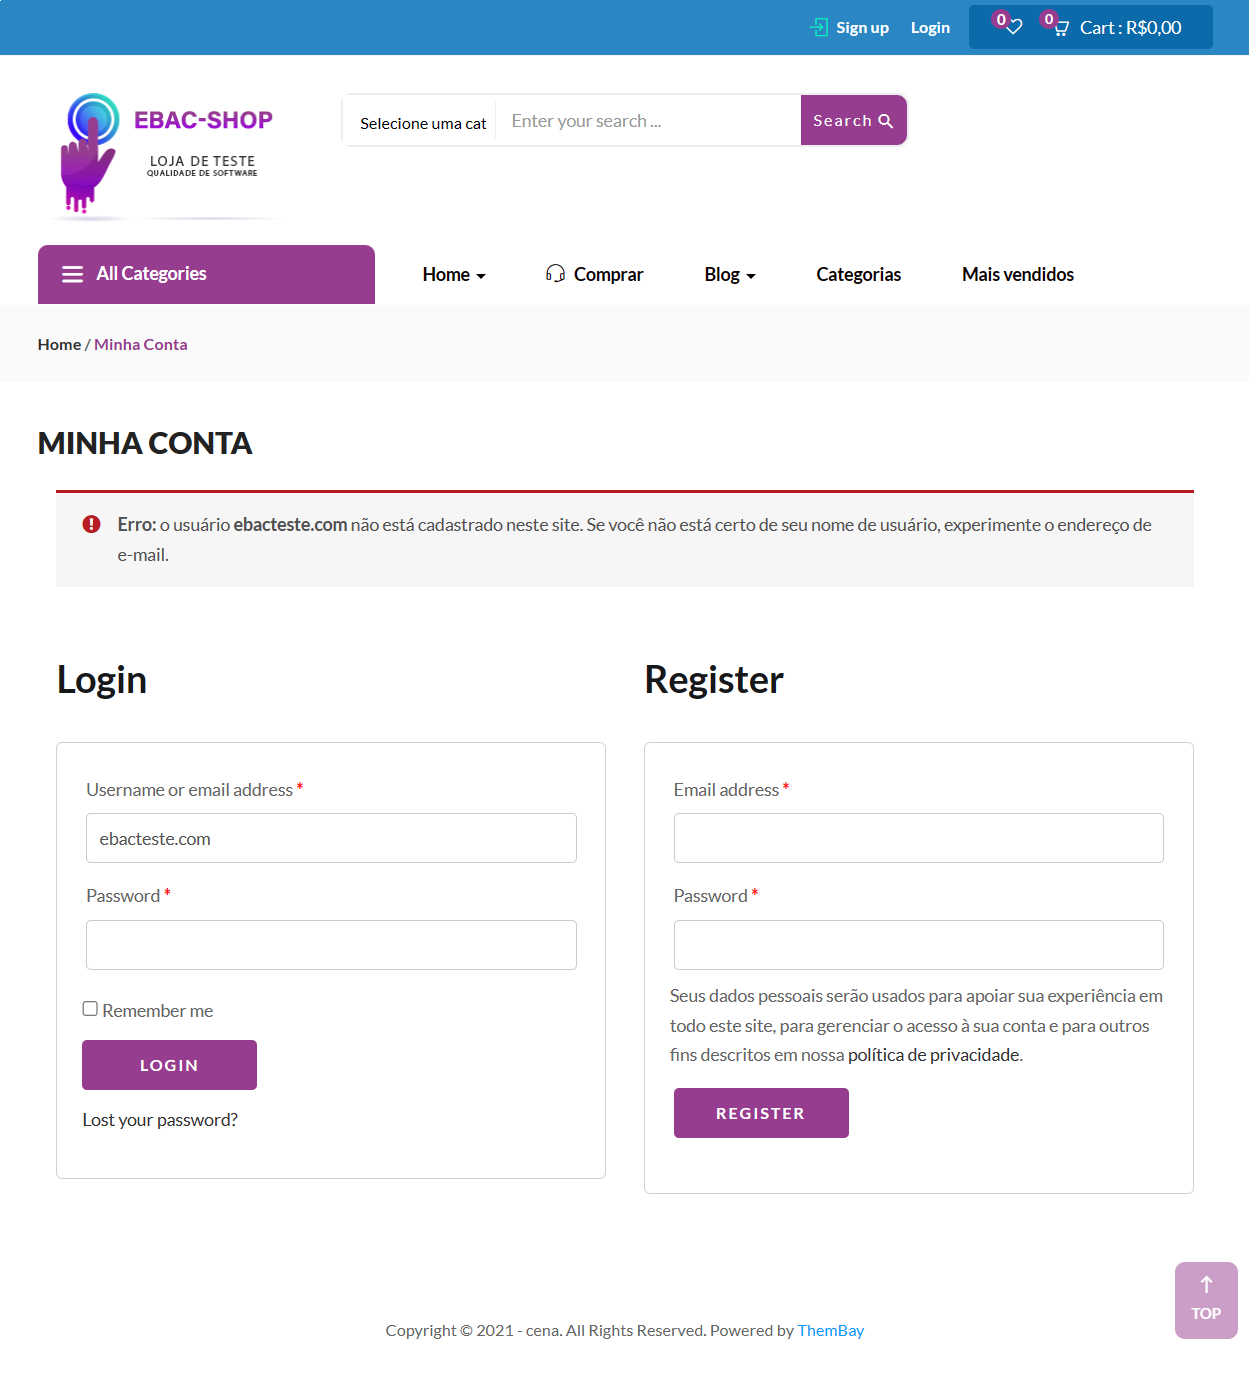 Sign up Login 0 0 Cart : R$0,00
EBAC-SHOP
LOJA DE TESTE
QUALIDADE DE SOFTWARE
Selecione uma cat Enter your search ... Search
All Categories Home Comprar Blog Categorias Mais vendidos
Home / Minha Conta
MINHA CONTA
Erro: o usuário ebacteste.com não está cadastrado neste site. Se você não está certo de seu nome de usuário, experimente o endereço de
e-mail.
Login
Username or email address *
ebacteste.com
Password *
Remember me
LOGIN
Lost your password?
Register
Email address *
Password *
Seus dados pessoais serão usados para apoiar sua experiência em
todo este site, para gerenciar o acesso à sua conta e para outros
fins descritos em nossa política de privacidade.
REGISTER
TOP
Copyright © 2021 - cena. All Rights Reserved. Powered by ThemBay